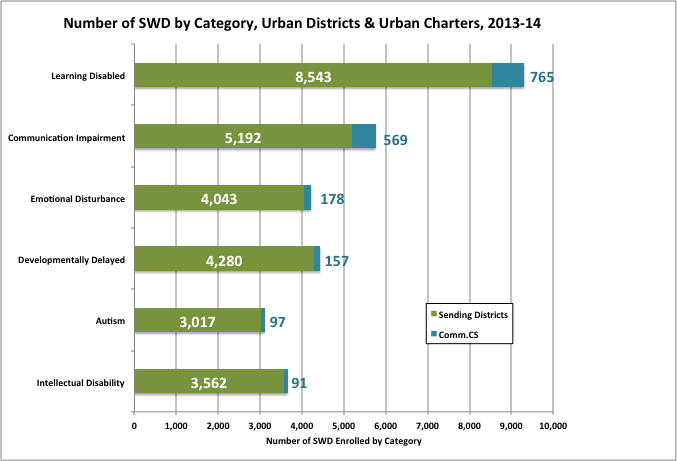 Number of SWD by Category, Urban Districts & Urban Charters, 2013-14
Learning Disabled
8,543
765
Communication Impairment
5,192
569
Emotional Disturbance
4,043
178
Developmentally Delayed
4,280
157
Autism
3,017
97
Intellectual Disability
3,562
91
Sending Districts
Comm.CS
0 1,000 2,000 3,000 4,000 5,000 6,000 7,000 8,000 9,000 10,000
Number of SWD Enrolled by Category